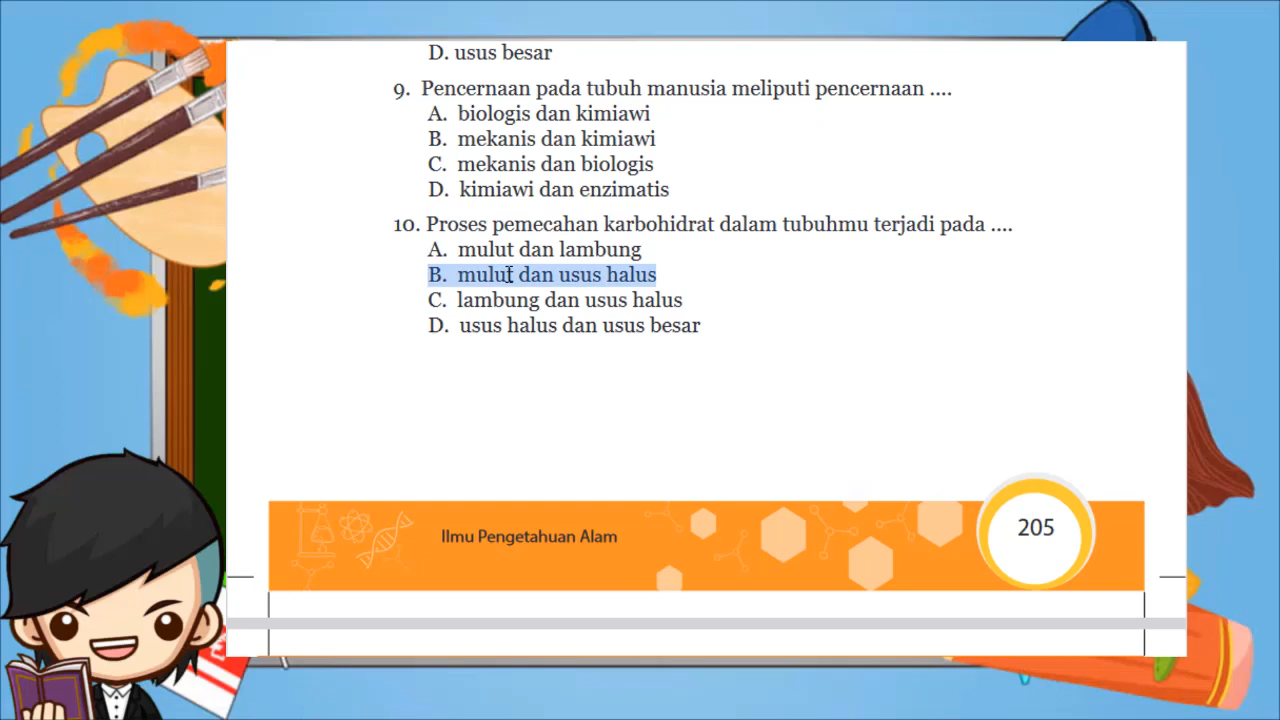 D. usus besar
9. Pencernaan pada tubuh manusia meliputi pencernaan ....
A. biologis dan kimiawi
B. mekanis dan kimiawi
C. mekanis dan biologis
D. kimiawi dan enzimatis
10. Proses pemecahan karbohidrat dalam tubuhmu terjadi pada ....
A. mulut dan lambung
B. mulut dan usus halus
C. lambung dan usus halus
D. usus halus dan usus besar
Ilmu Pengetahuan Alam
205